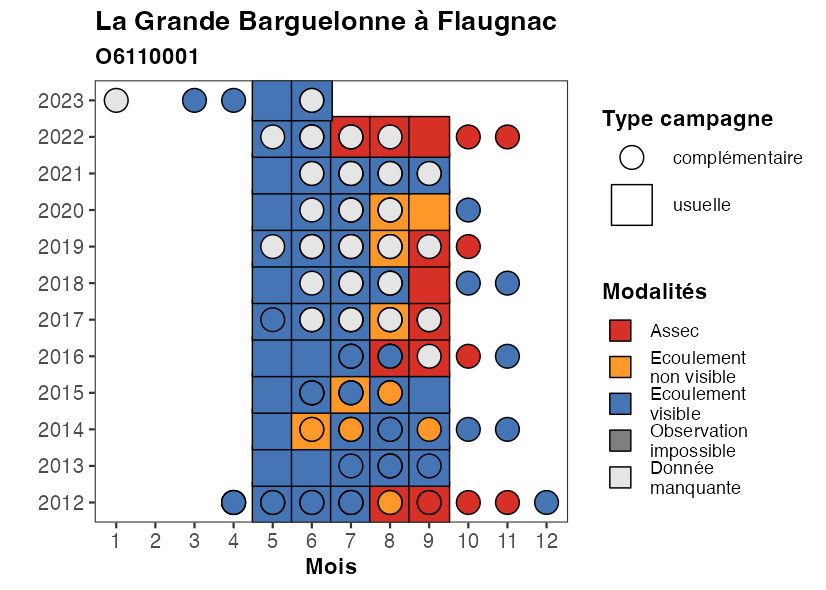 La Grande Barguelonne à Flaugnac
O6110001
2023
2022
2021
2020
2019
2018
2017
2016
2015
2014
2013
2012
1 2 3 4 5 6 7 8 9 10 11 12
Mois
Type campagne
complémentaire
usuelle
Modalités
Assec
Ecoulement
non visible
Ecoulement
visible
Observation
impossible
Donnée
manquante